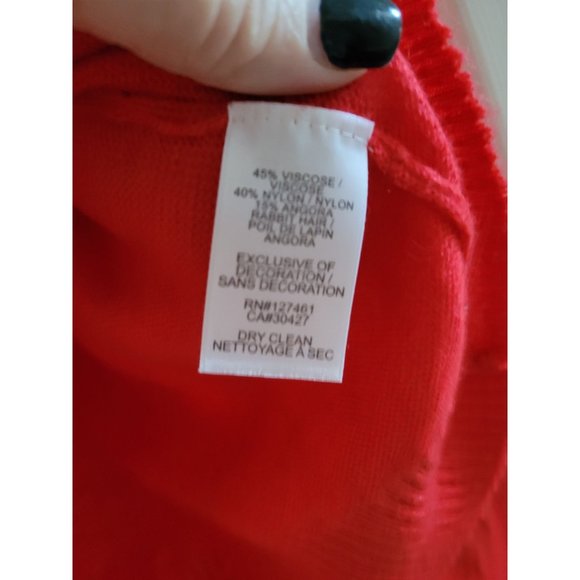 45% VISCOSE /
VISCOSE
40% NYLON / NYLON
15% ANGORA
RABBIT HAIR /
POIL DE LAPIN
ANGORA
EXCLUSIVE OF
DECORATION /
SANS DECORATION
RN#127461
CA#30427
DRY CLEAN
NETTOYAGE À SEC